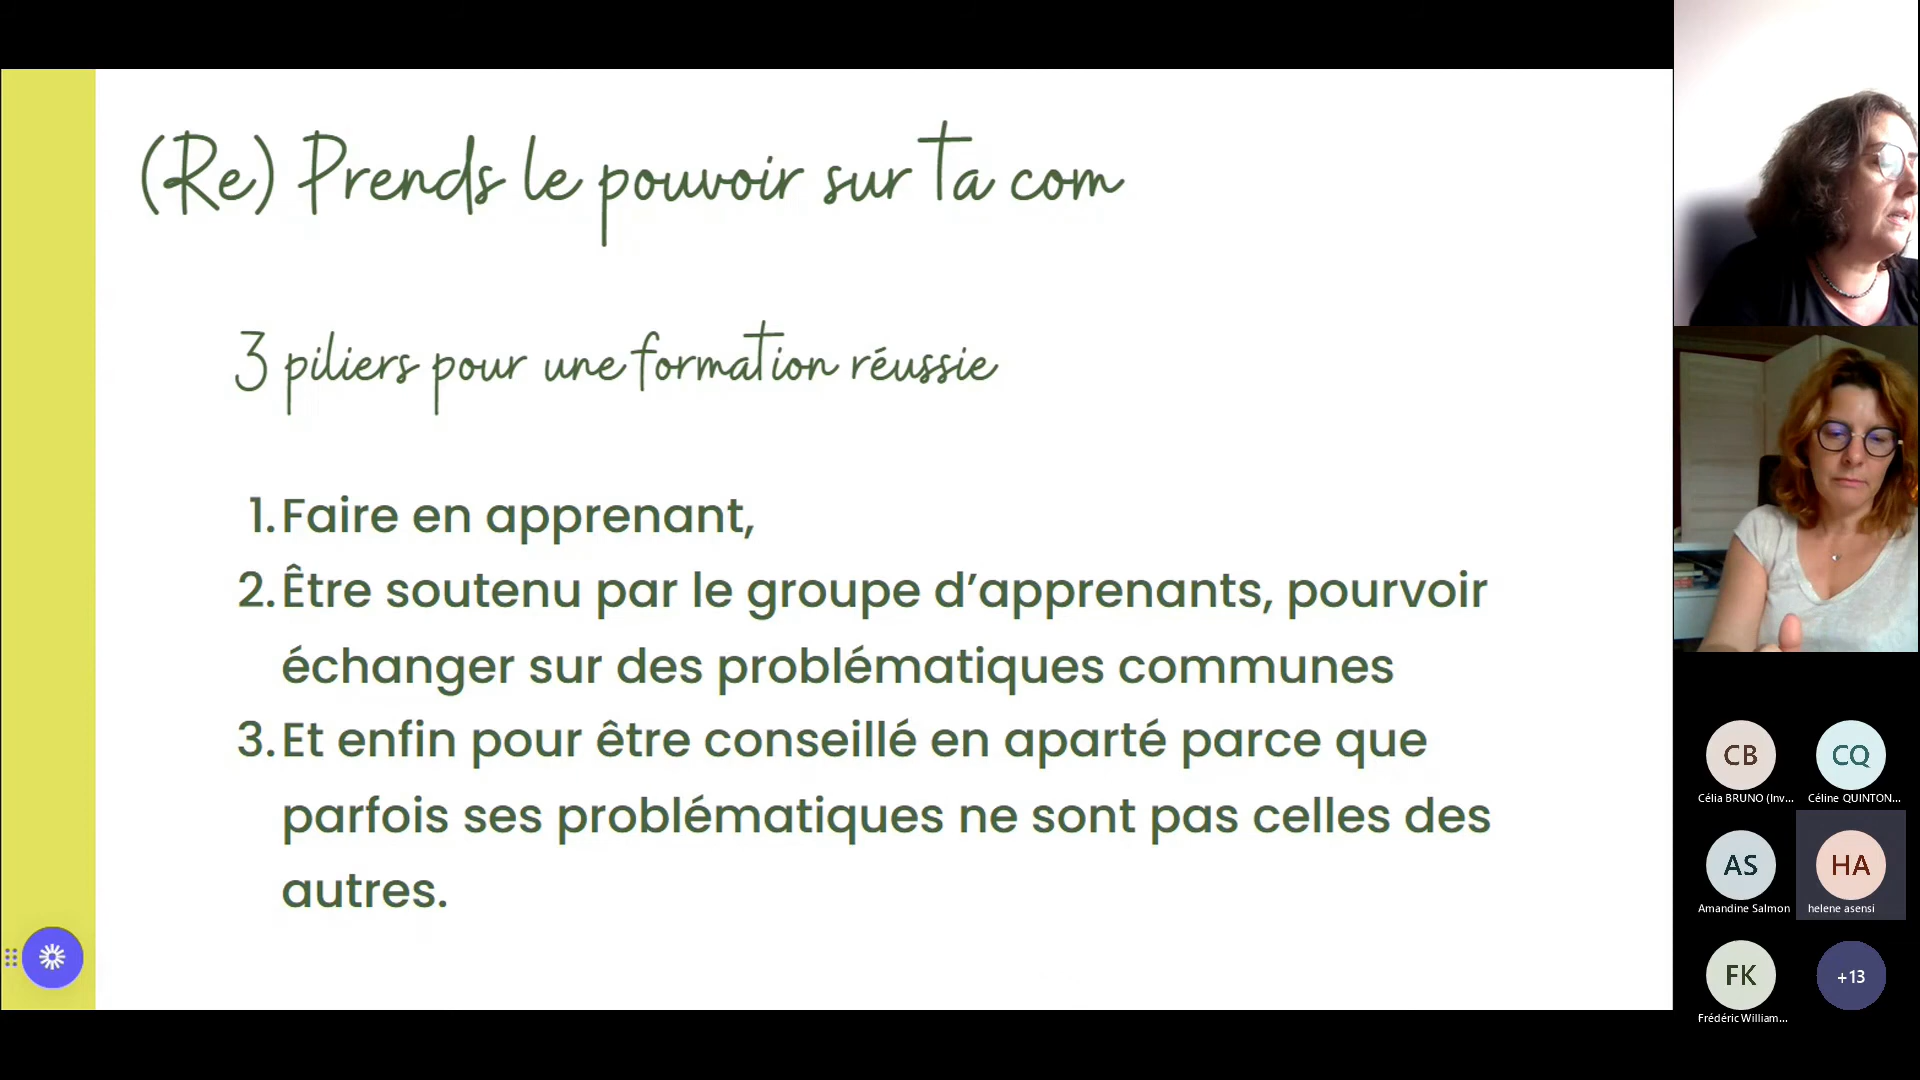 (Re) Prends le pouvoir sur ta com
3 piliers pour une formation réussie
1. Faire en apprenant,
2. Être soutenu par le groupe d’apprenants, pourvoir
échanger sur des problématiques communes
3. Et enfin pour être conseillé en aparté parce que
parfois ses problématiques ne sont pas celles des
autres.
CB
CQ
Célia BRUNO (Inv...
Céline QUINTON...
AS
HA
Amandine Salmon
helene asensi
FK
+13
Frédéric William...